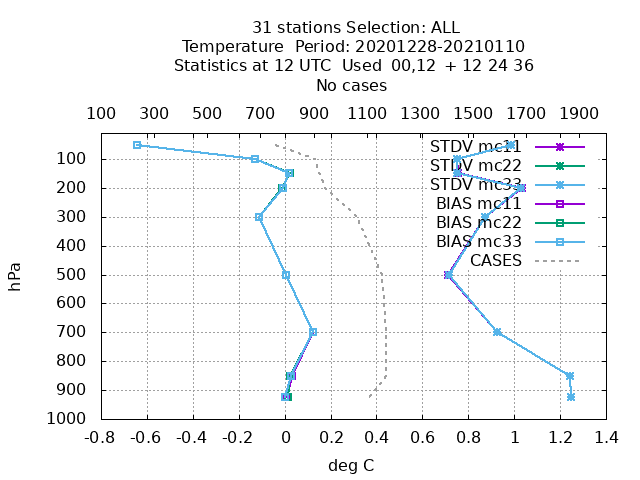 31 stations Selection: ALL
Temperature  Period: 20201228-20210110
Statistics at 12 UTC  Used  00,12  + 12 24 36
No cases
100 300 500 700 900 1100 1300 1500 1700 1900
STDV mc11
STDV mc22
STDV mc33
BIAS mc11
BIAS mc22
BIAS mc33
CASES
hPa
100
200
300
400
500
600
700
800
900
1000
-0.8 -0.6 -0.4 -0.2 0 0.2 0.4 0.6 0.8 1 1.2 1.4
deg C